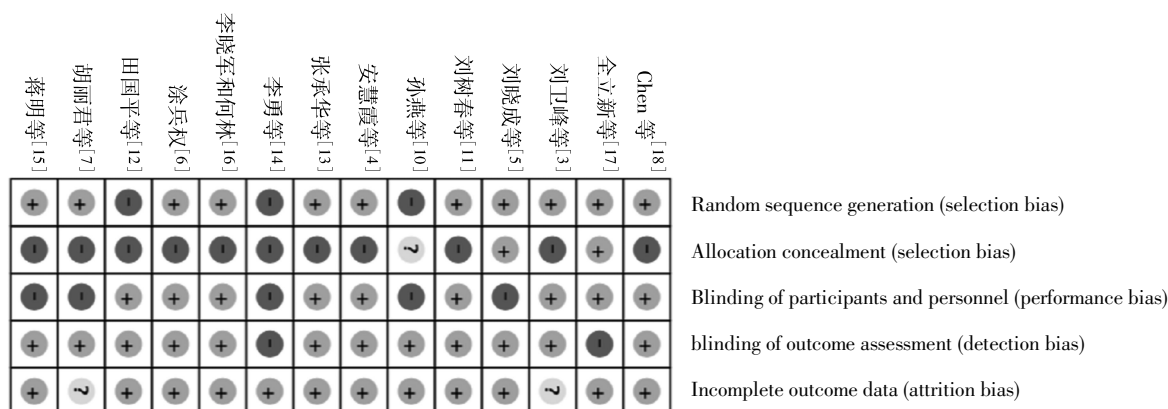 蒋明等[15]
胡丽君等[7]
田国平等[12]
涂兵权[6]
李晓军和何林[16]
李勇等[14]
张承华等[13]
安慧霞等[4]
孙燕等[10]
刘树春等[11]
刘晓成等[5]
刘卫峰等[3]
全立新等[17]
Chen 等[18]
+ + - + + - + + - + + + + + Random sequence generation (selection bias)
- - - - - - - - ? - + - + - Allocation concealment (selection bias)
- - + + + - + + - + - + + + Blinding of participants and personnel (performance bias)
+ + + + + - + + + + + + - + blinding of outcome assessment (detection bias)
+ ? + + + + + + + + + ? + + Incomplete outcome data (attrition bias)